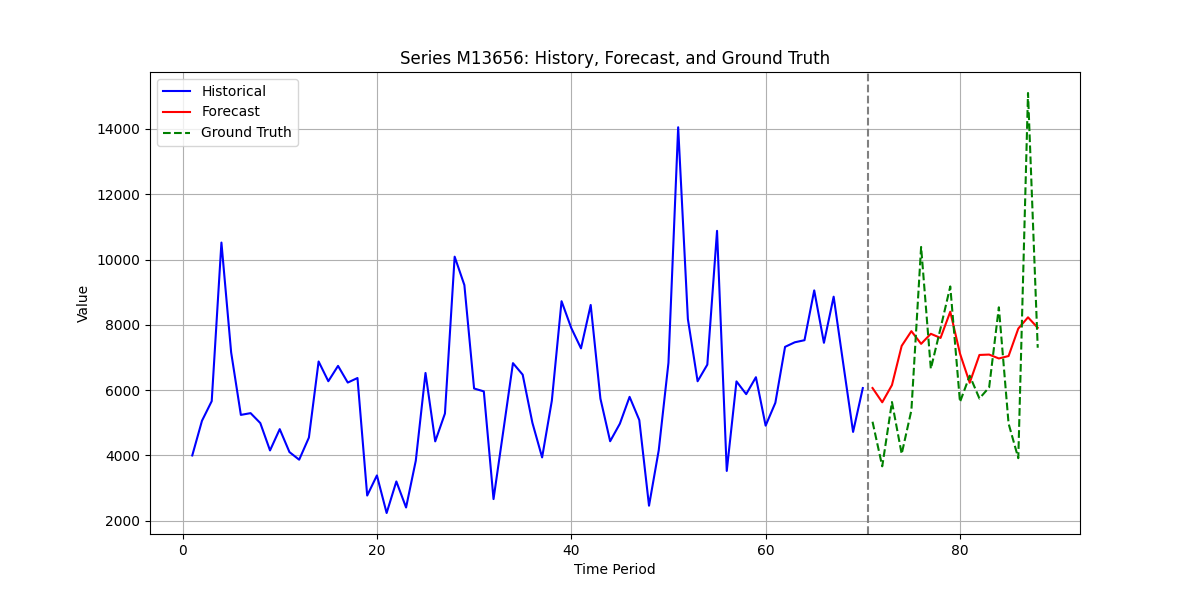 Series M13656: History, Forecast, and Ground Truth
Historical
Forecast
Ground Truth
Value
14000
12000
10000
8000
6000
4000
2000
0
20
40
60
80
Time Period